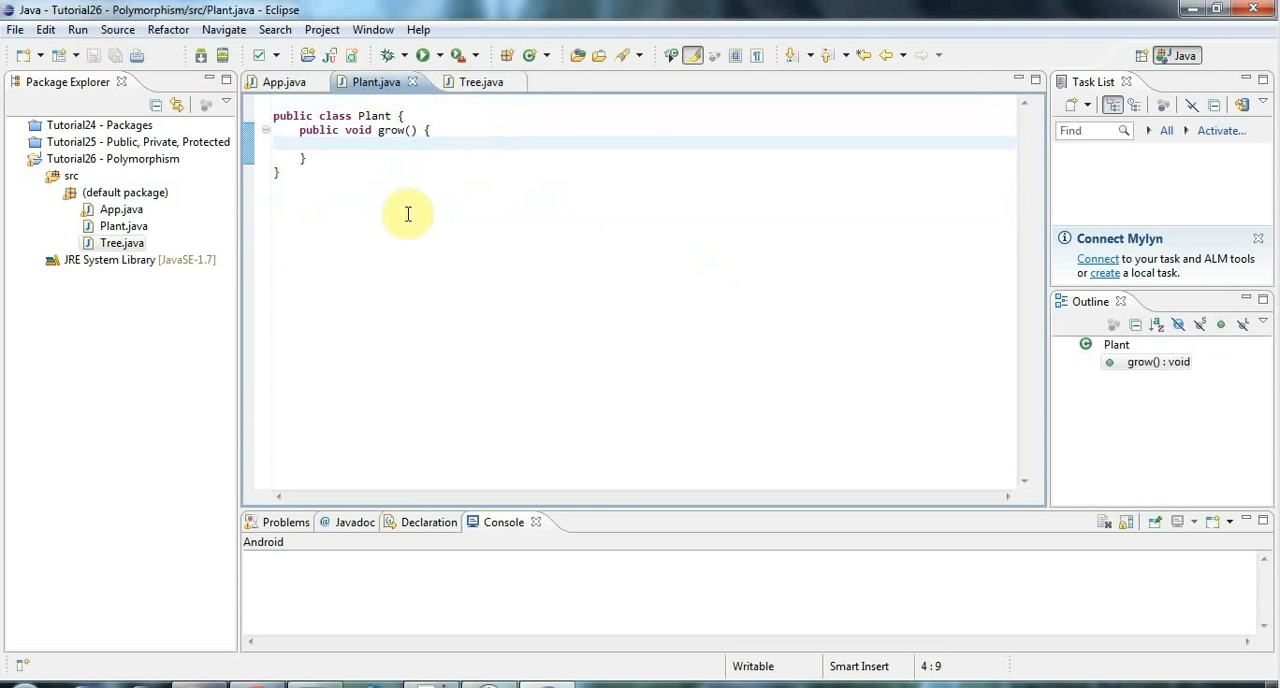 Java - Tutorial26 - Polymorphism/src/Plant.java - Eclipse
File Edit Run Source Refactor Navigate Search Project Window Help
Java
Package Explorer
Tutorial24 - Packages
Tutorial25 - Public, Private, Protected
Tutorial26 - Polymorphism
src
(default package)
App.java
Plant.java
Tree.java
JRE System Library [JavaSE-1.7]
App.java Plant.java Tree.java
public class Plant {
public void grow() {
}
}
Task List
Find All Activate...
Connect Mylyn
Connect to your task and ALM tools
or create a local task.
Outline
Plant
grow() : void
Problems @ Javadoc Declaration Console
Android
Writable Smart Insert 4 : 9